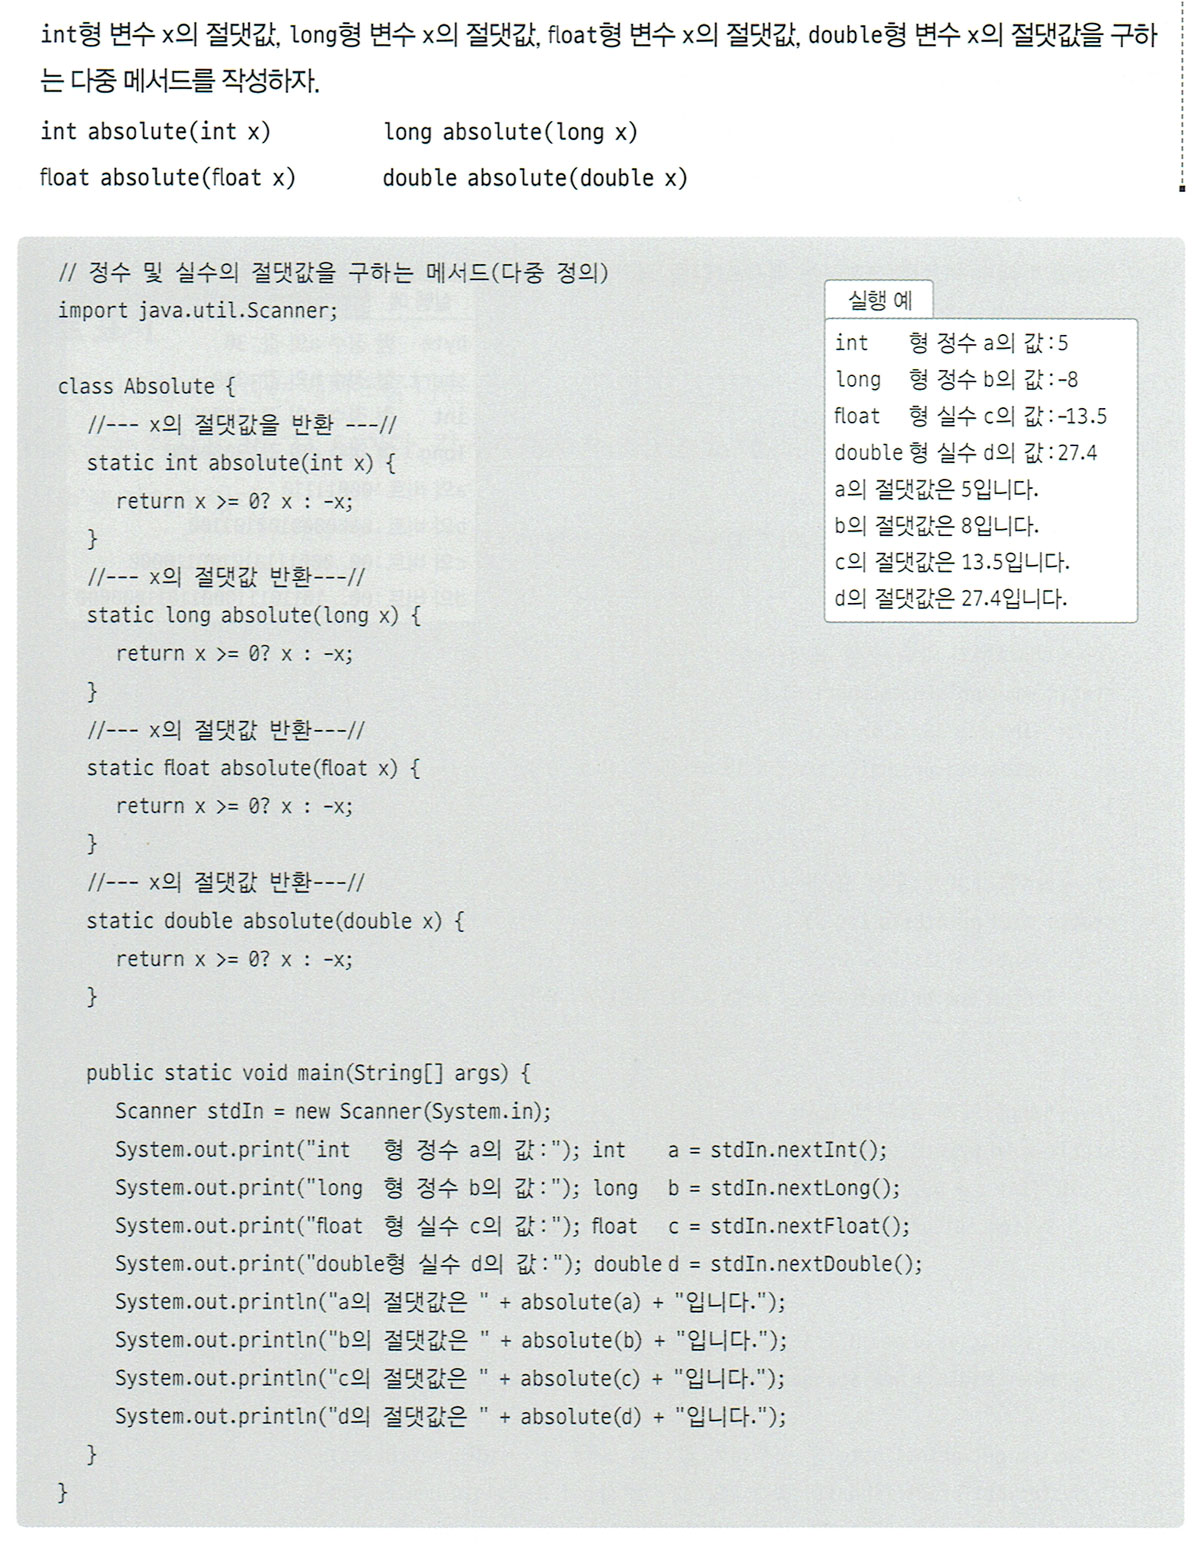 int형 변수 x의 절댓값, long형 변수 x의 절댓값, float형 변수 x의 절댓값, double형 변수 x의 절댓값을 구하
는 다중 메서드를 작성하자.
int absolute(int x) long absolute(long x)
float absolute(float x) double absolute(double x)
// 정수 및 실수의 절댓값을 구하는 메서드(다중 정의)
import java.util.Scanner;
class Absolute {
//--- x의 절댓값을 반환 ---//
static int absolute(int x) {
return x >= 0? x : -x;
}
//--- x의 절댓값 반환---//
static long absolute(long x) {
return x >= 0? x : -x;
}
//--- x의 절댓값 반환---//
static float absolute(float x) {
return x >= 0? x : -x;
}
//--- x의 절댓값 반환---//
static double absolute(double x) {
return x >= 0? x : -x;
}
public static void main(String[] args) {
Scanner stdIn = new Scanner(System.in);
System.out.print("int   형 정수 a의 값:"); int   a = stdIn.nextInt();
System.out.print("long  형 정수 b의 값:"); long  b = stdIn.nextLong();
System.out.print("float  형 실수 c의 값:"); float  c = stdIn.nextFloat();
System.out.print("double형 실수 d의 값:"); double d = stdIn.nextDouble();
System.out.println("a의 절댓값은 " + absolute(a) + "입니다.");
System.out.println("b의 절댓값은 " + absolute(b) + "입니다.");
System.out.println("c의 절댓값은 " + absolute(c) + "입니다.");
System.out.println("d의 절댓값은 " + absolute(d) + "입니다.");
}
}
실행 예
int   형 정수 a의 값:5
long  형 정수 b의 값:-8
float  형 실수 c의 값:-13.5
double 형 실수 d의 값:27.4
a의 절댓값은 5입니다.
b의 절댓값은 8입니다.
c의 절댓값은 13.5입니다.
d의 절댓값은 27.4입니다.